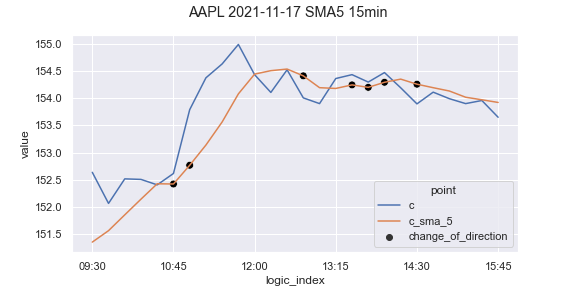 AAPL 2021-11-17 SMA5 15min
155.0
154.5
154.0
153.5
153.0
152.5
152.0
151.5
value
09:30 10:45 12:00 13:15 14:30 15:45
logic_index
point
c
c_sma_5
change_of_direction